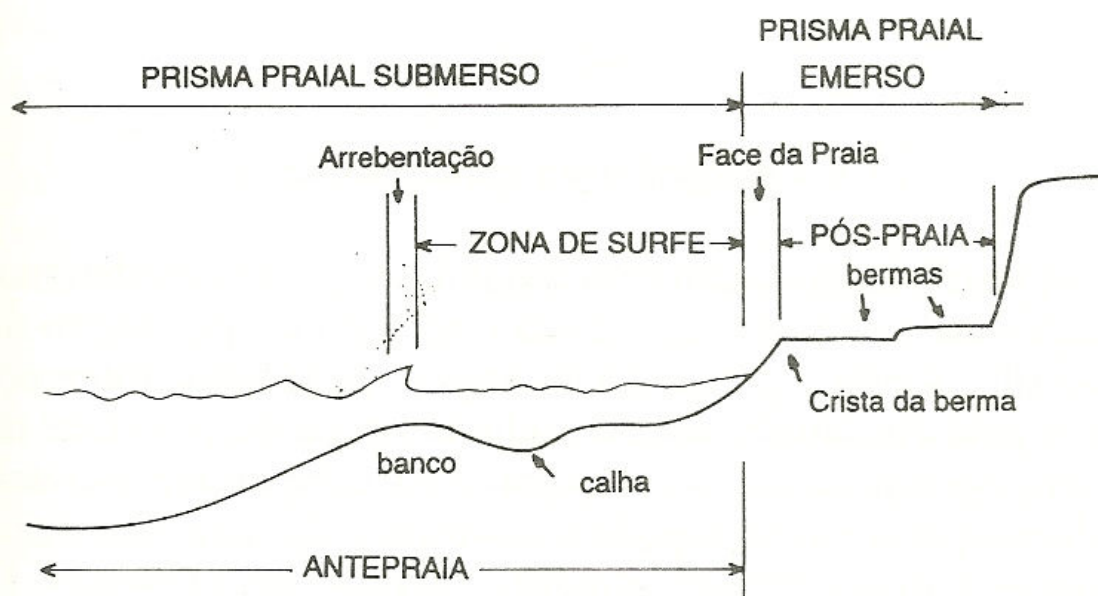 PRISMA PRAIAL
EMERSO
PRISMA PRAIAL SUBMERSO
Arrebentação
Face da Praia
ZONA DE SURFE
PÓS-PRAIA
bermas
Crista da berma
banco
calha
ANTEPRAIA